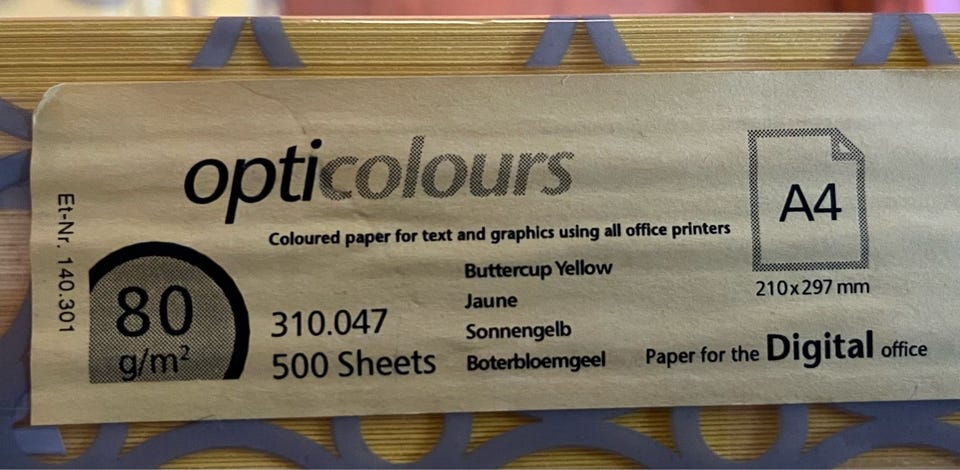 opticolours
A4
Coloured paper for text and graphics using all office printers
210x297 mm
Et-Nr. 140.301
80
g/m²
310.047
500 Sheets
Buttercup Yellow
Jaune
Sonnengelb
Boterbloemgeel
Paper for the Digital office